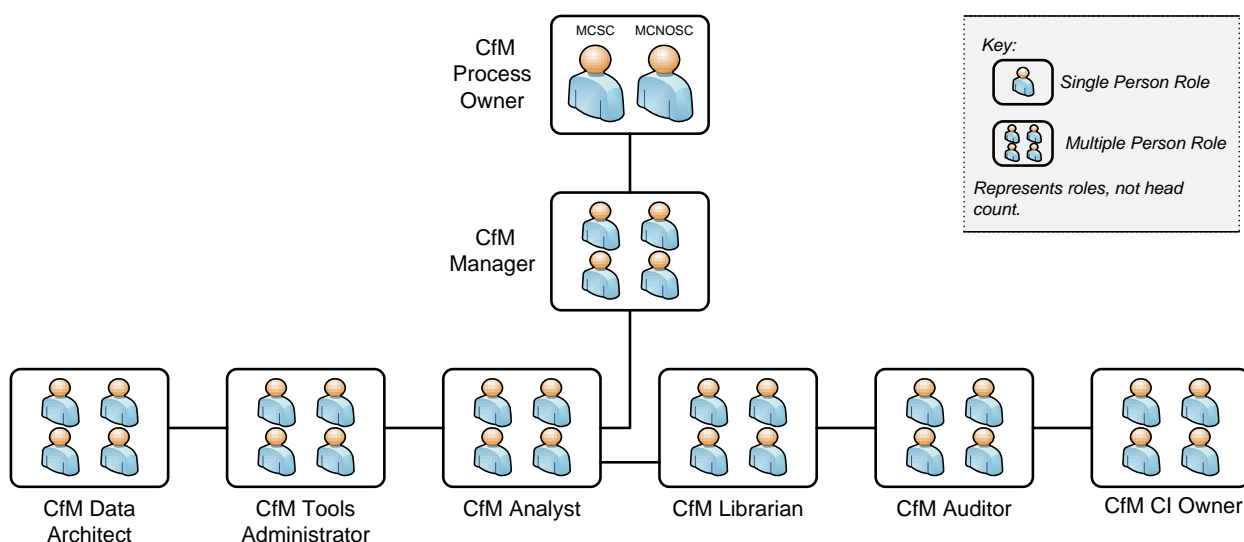 MCSC MCNOSC
CfM
Process
Owner
Key:
Single Person Role
Multiple Person Role
Represents roles, not head
count.
CfM
Manager
CfM Data
Architect
CfM Tools
Administrator
CfM Analyst
CfM Librarian
CfM Auditor
CfM CI Owner